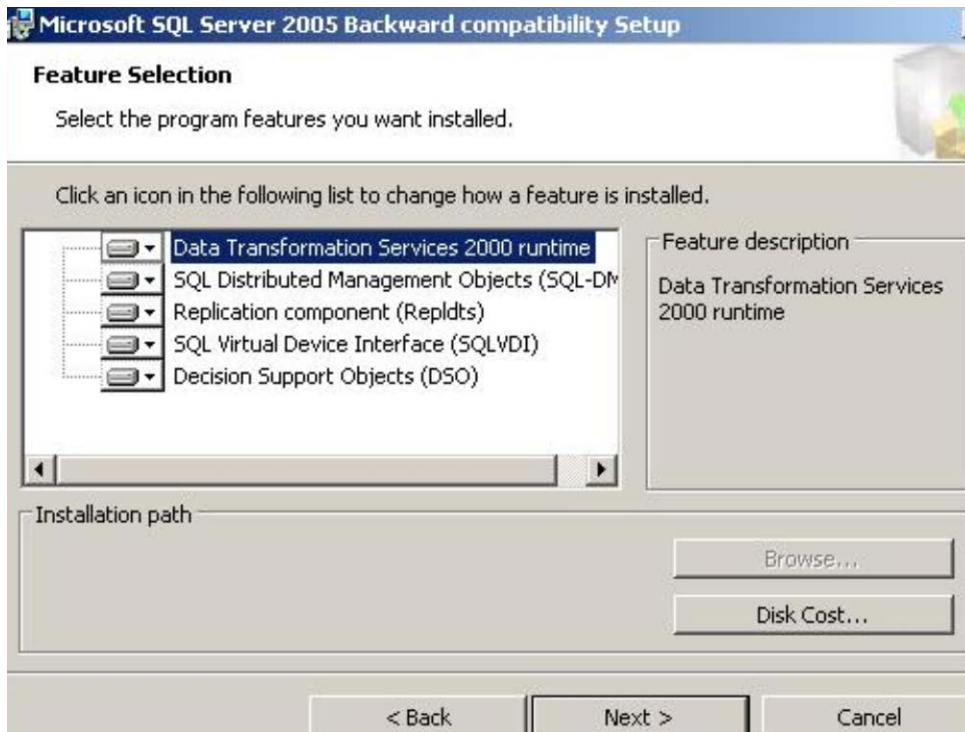 Microsoft SQL Server 2005 Backward compatibility Setup
Feature Selection
Select the program features you want installed.
Click an icon in the following list to change how a feature is installed.
Data Transformation Services 2000 runtime
SQL Distributed Management Objects (SQL-DM
Replication component (Repldts)
SQL Virtual Device Interface (SQLVDI)
Decision Support Objects (DSO)
Feature description
Data Transformation Services
2000 runtime
Installation path
Browse...
Disk Cost...
< Back
Next >
Cancel